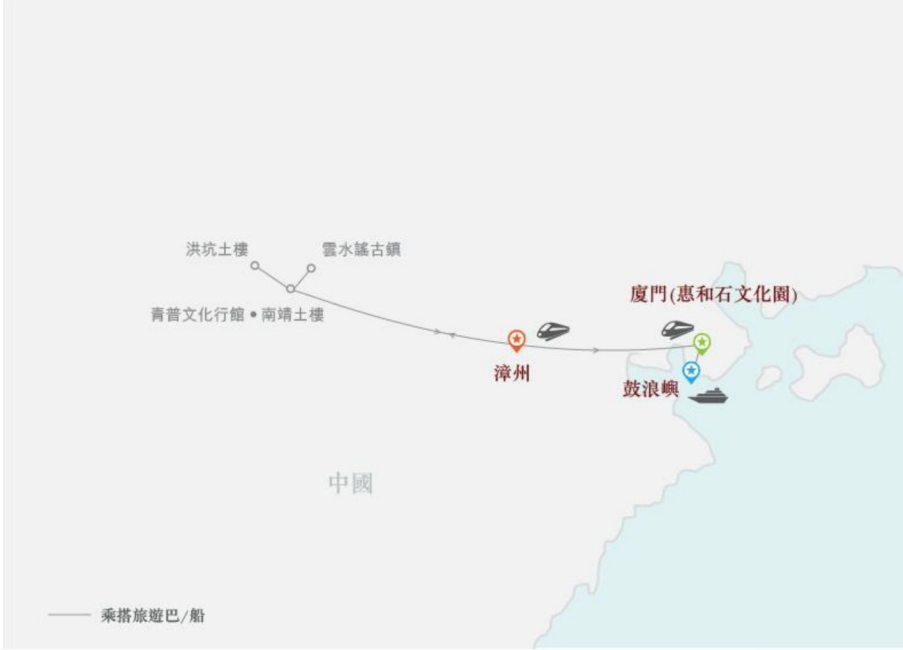 洪坑土樓
雲水謠古鎮
青普文化行館 • 南靖土樓
廈門(惠和石文化園)
漳州
鼓浪嶼
中國
乘搭旅遊巴/船